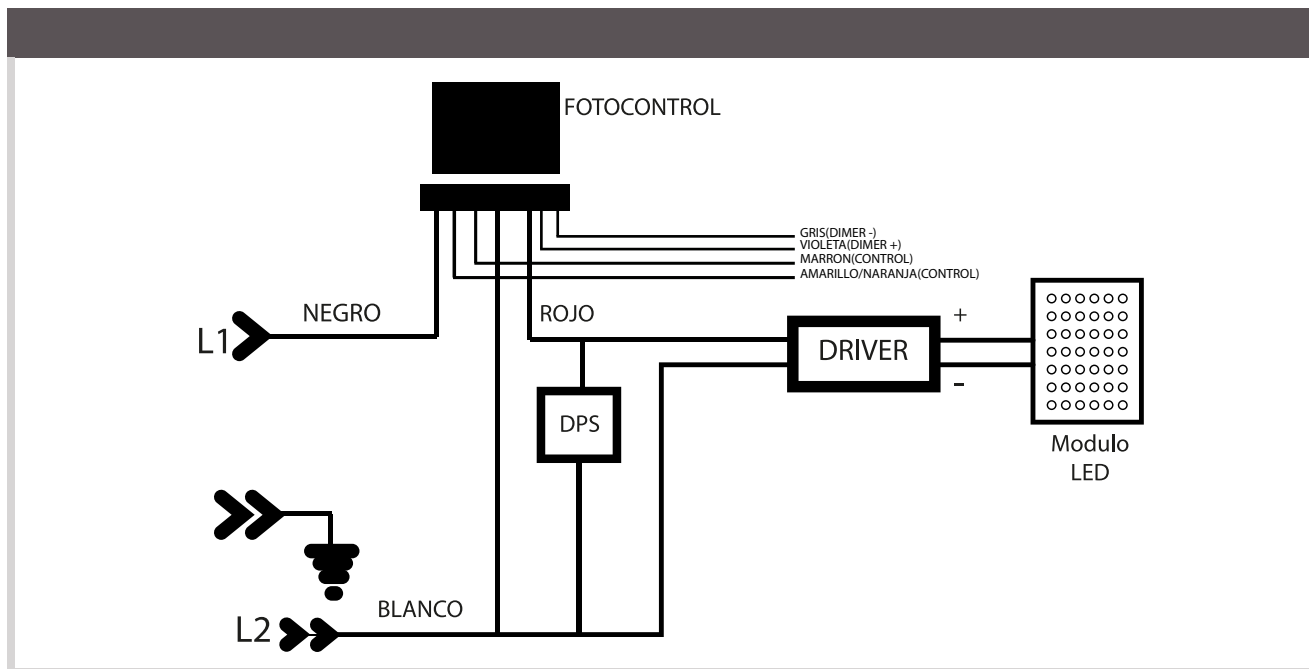 FOTOCONTROL
GRIS(DIMER -)
VIOLETA(DIMER +)
MARRON(CONTROL)
AMARILLO/NARANJA(CONTROL)
NEGRO
ROJO
L1
+
DRIVER
-
DPS
Modulo
LED
BLANCO
L2